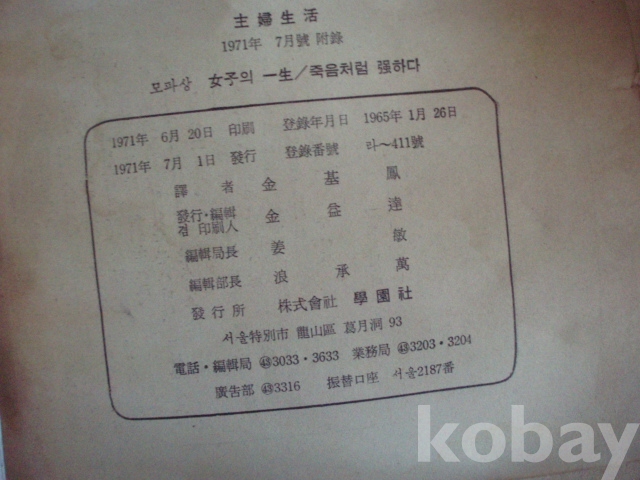 主婦生活
1971年 7月號 附錄
모파상 女子의 一生/죽음처럼 强하다
1971年 6月 20日 印刷 登錄年月日 1965年 1月 26日
1971年 7月 1日 發行 登錄番號 라~411號
譯者 金基鳳
發行·編輯
겸 印刷人 金益達
編輯局長 姜敏
編輯部長 浪承萬
發行所 株式會社 學園社
서울特別市 龍山區 葛月洞 93
電話·編輯局 ㊸3033·3633 業務局 ㊸3203·3204
廣告部 ㊸3316 振替口座 서울2187番
kobay